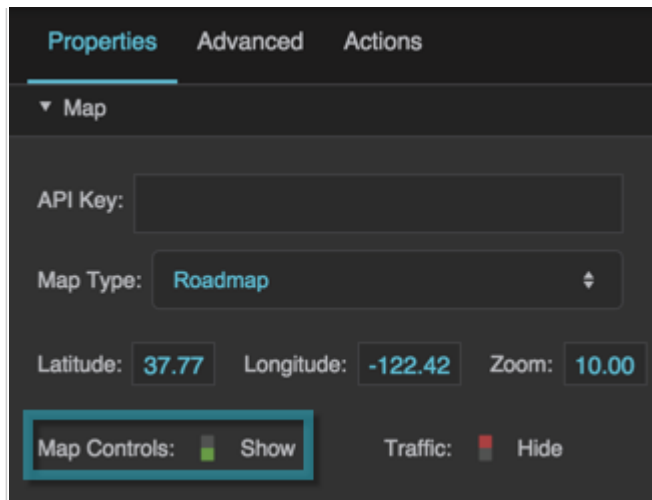 Properties Advanced Actions
Map
API Key:
Map Type: Roadmap
Latitude: 37.77 Longitude: -122.42 Zoom: 10.00
Map Controls: Show Traffic: Hide